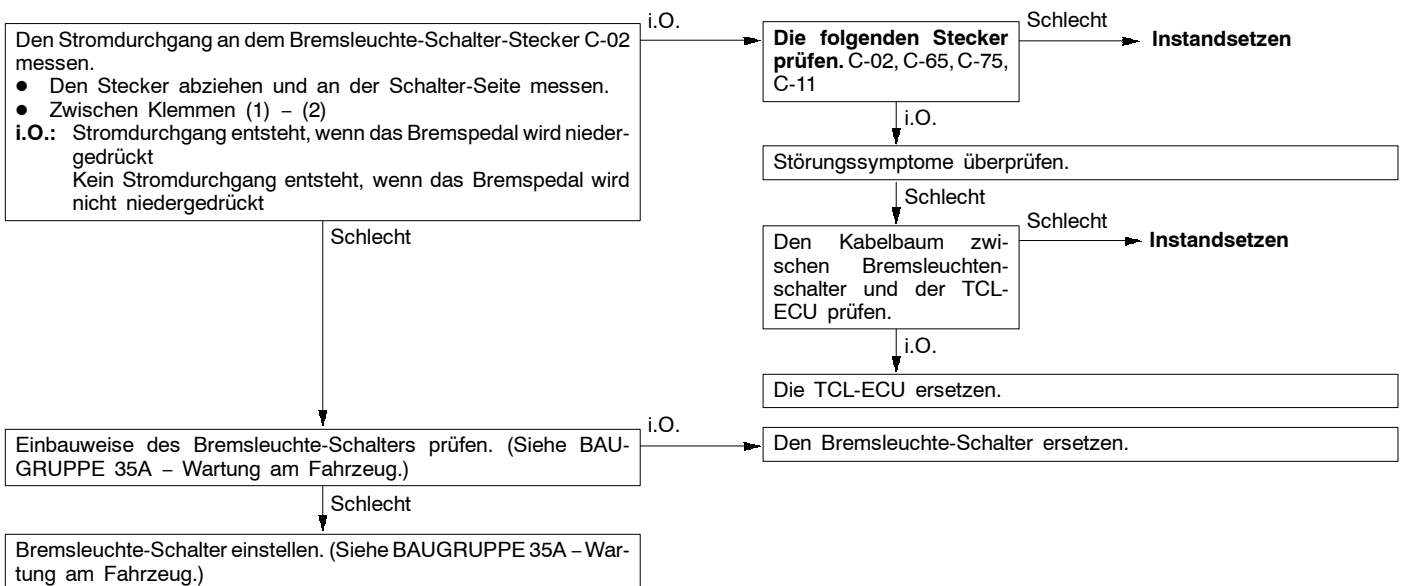 Den Stromdurchgang an dem Bremsleuchte-Schalter-Stecker C-02
messen.
● Den Stecker abziehen und an der Schalter-Seite messen.
● Zwischen Klemmen (1) – (2)
i.O.: Stromdurchgang entsteht, wenn das Bremspedal wird nieder-
gedrückt
Kein Stromdurchgang entsteht, wenn das Bremspedal wird
nicht niedergedrückt
i.O.
Die folgenden Stecker
prüfen. C-02, C-65, C-75,
C-11
Schlecht
Instandsetzen
i.O.
Störungssymptome überprüfen.
Schlecht
Den Kabelbaum zwi-
schen Bremsleuchten-
schalter und der TCL-
ECU prüfen.
Schlecht
Instandsetzen
i.O.
Die TCL-ECU ersetzen.
Schlecht
Einbauweise des Bremsleuchte-Schalters prüfen. (Siehe BAU-
GRUPPE 35A – Wartung am Fahrzeug.)
i.O.
Den Bremsleuchte-Schalter ersetzen.
Schlecht
Bremsleuchte-Schalter einstellen. (Siehe BAUGRUPPE 35A – War-
tung am Fahrzeug.)